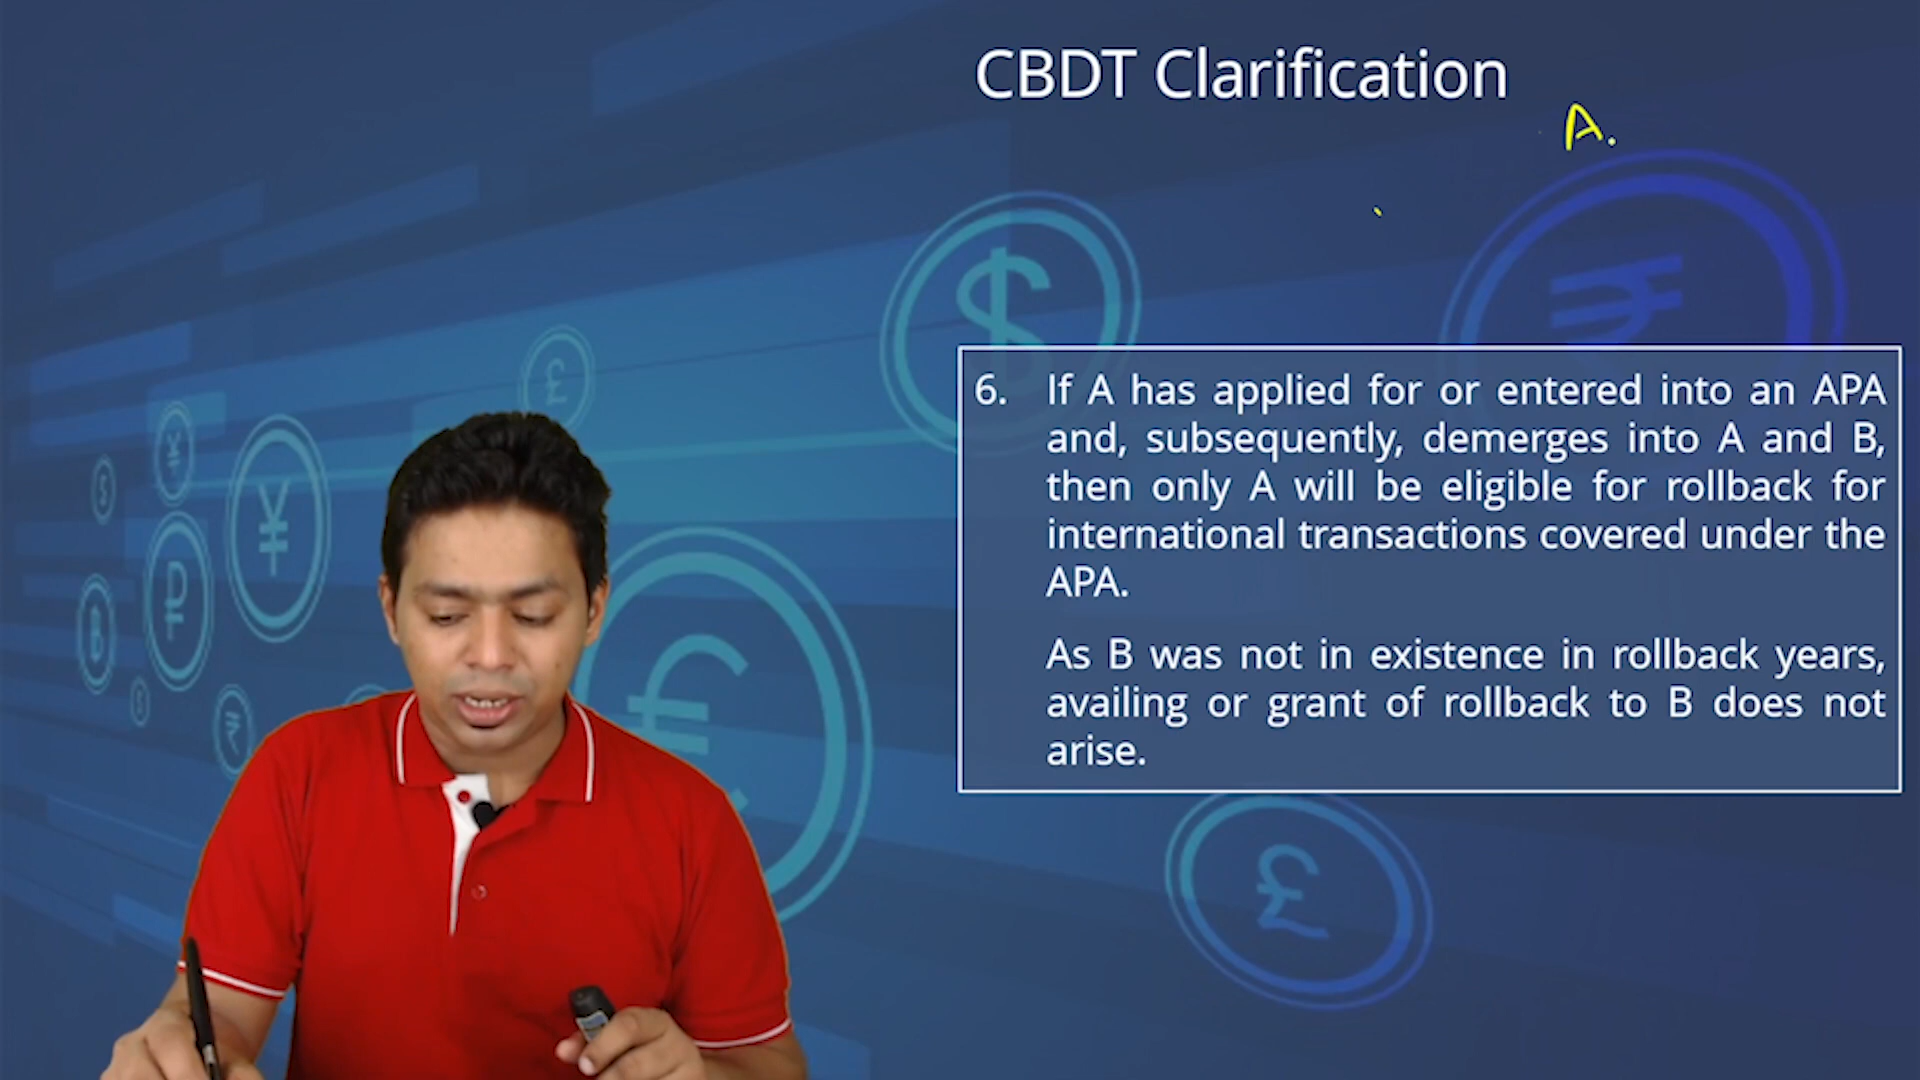 CBDT Clarification
A.
6. If A has applied for or entered into an APA
and, subsequently, demerges into A and B,
then only A will be eligible for rollback for
international transactions covered under the
APA.
As B was not in existence in rollback years,
availing or grant of rollback to B does not
arise.